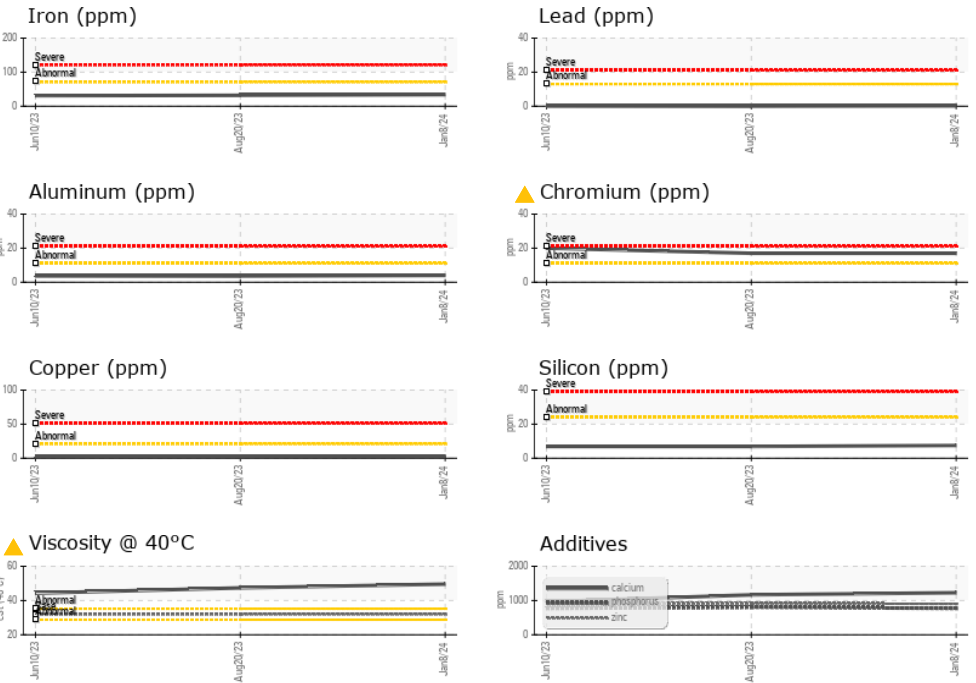 Iron (ppm)
200
100
0
Severe
Abnormal
Jun10/23
Aug20/23
Jan8/24
Lead (ppm)
ppm
40
20
0
Severe
Abnormal
Jun10/23
Aug20/23
Jan8/24
Aluminum (ppm)
40
20
0
Severe
Abnormal
Jun10/23
Aug20/23
Jan8/24
Chromium (ppm)
ppm
40
20
0
Severe
Abnormal
Jun10/23
Aug20/23
Jan8/24
Copper (ppm)
100
50
0
Severe
Abnormal
Jun10/23
Aug20/23
Jan8/24
Silicon (ppm)
ppm
40
20
0
Severe
Abnormal
Jun10/23
Aug20/23
Jan8/24
Viscosity @ 40°C
60
40
20
Abnormal
Abnormal
Jun10/23
Aug20/23
Jan8/24
Additives
ppm
2000
1000
0
calcium
phosphorus
zinc
Jun10/23
Aug20/23
Jan8/24